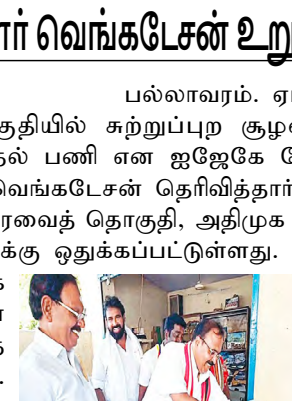 ார் வெங்கடேசன் உறு
பல்லாவரம். ஏ
குதியில் சுற்றுப்புற சூழ
தல் பணி என ஐஜேகே
வெங்கடேசன் தெரிவித்தார்
ரவைத் தொகுதி, அதிமுக
க்கு ஒதுக்கப்பட்டுள்ளது.